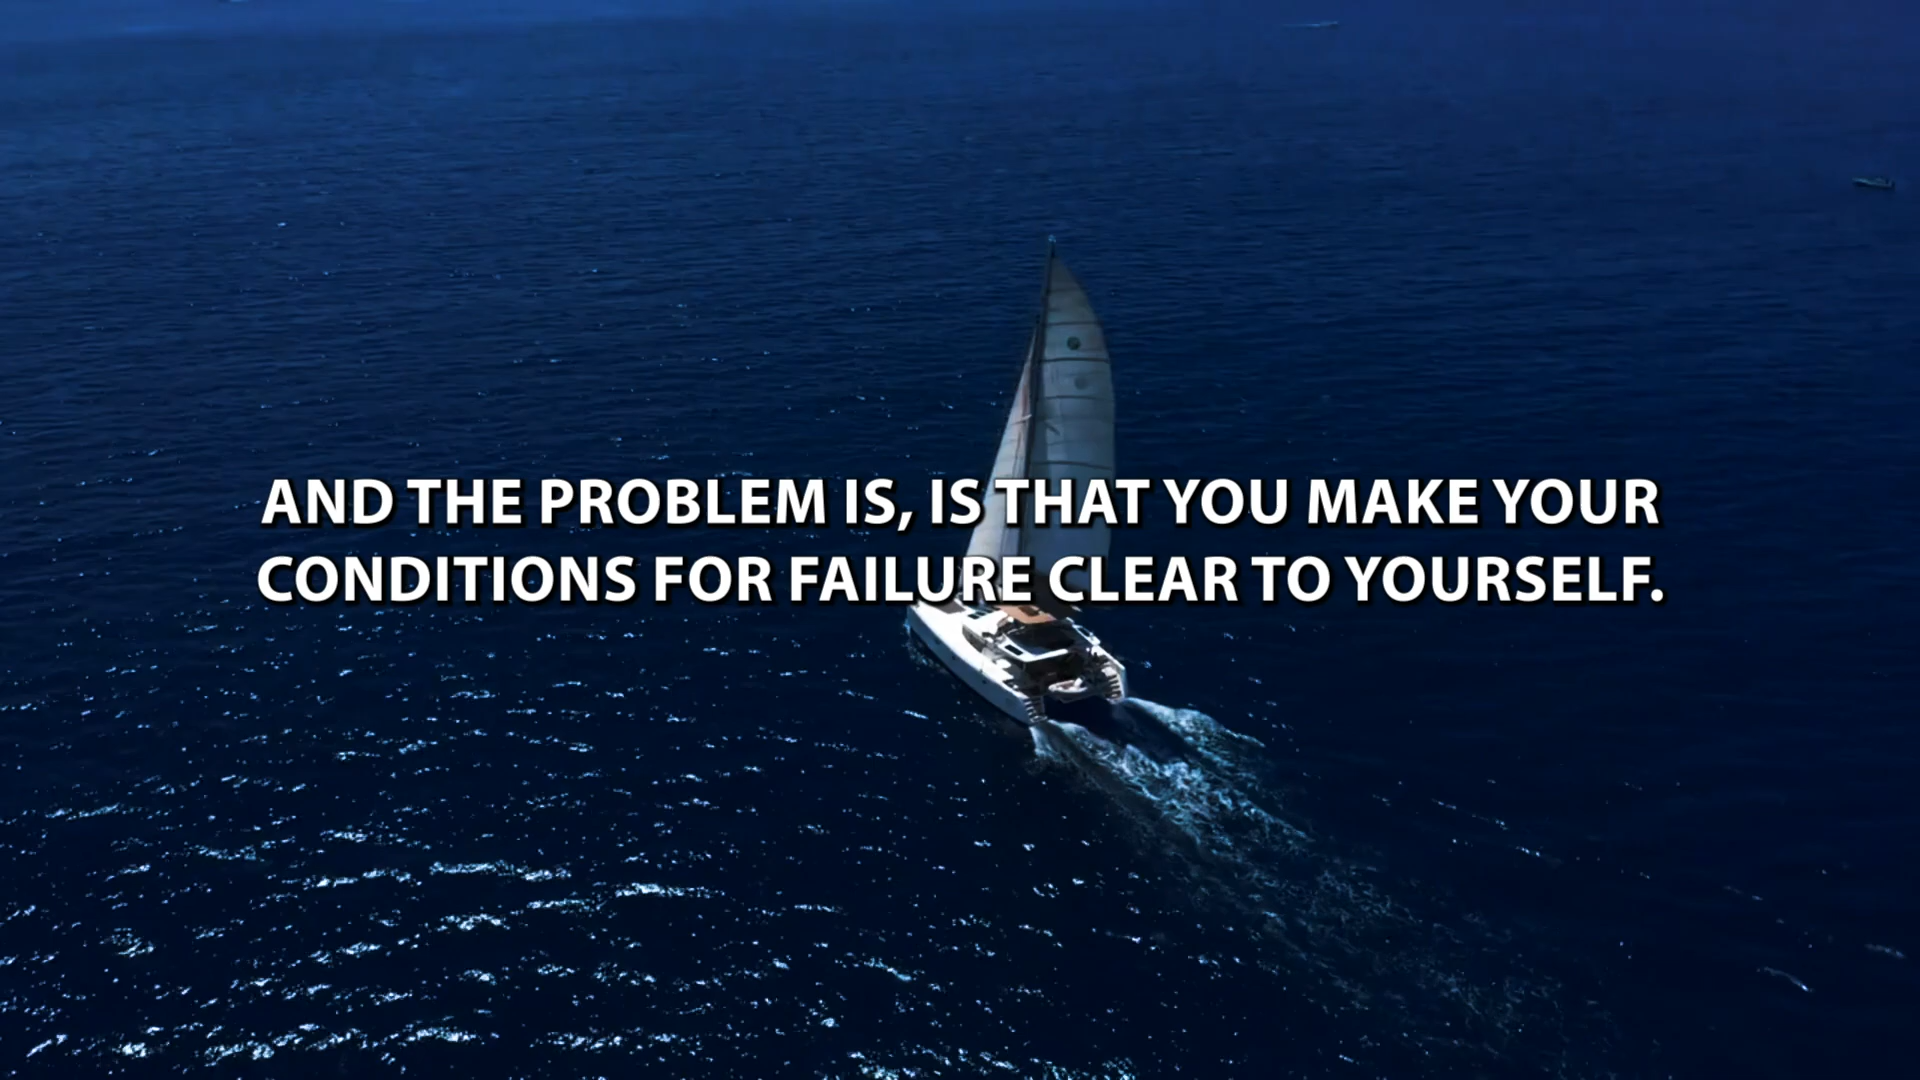 AND THE PROBLEM IS, IS THAT YOU MAKE YOUR
CONDITIONS FOR FAILURE CLEAR TO YOURSELF.